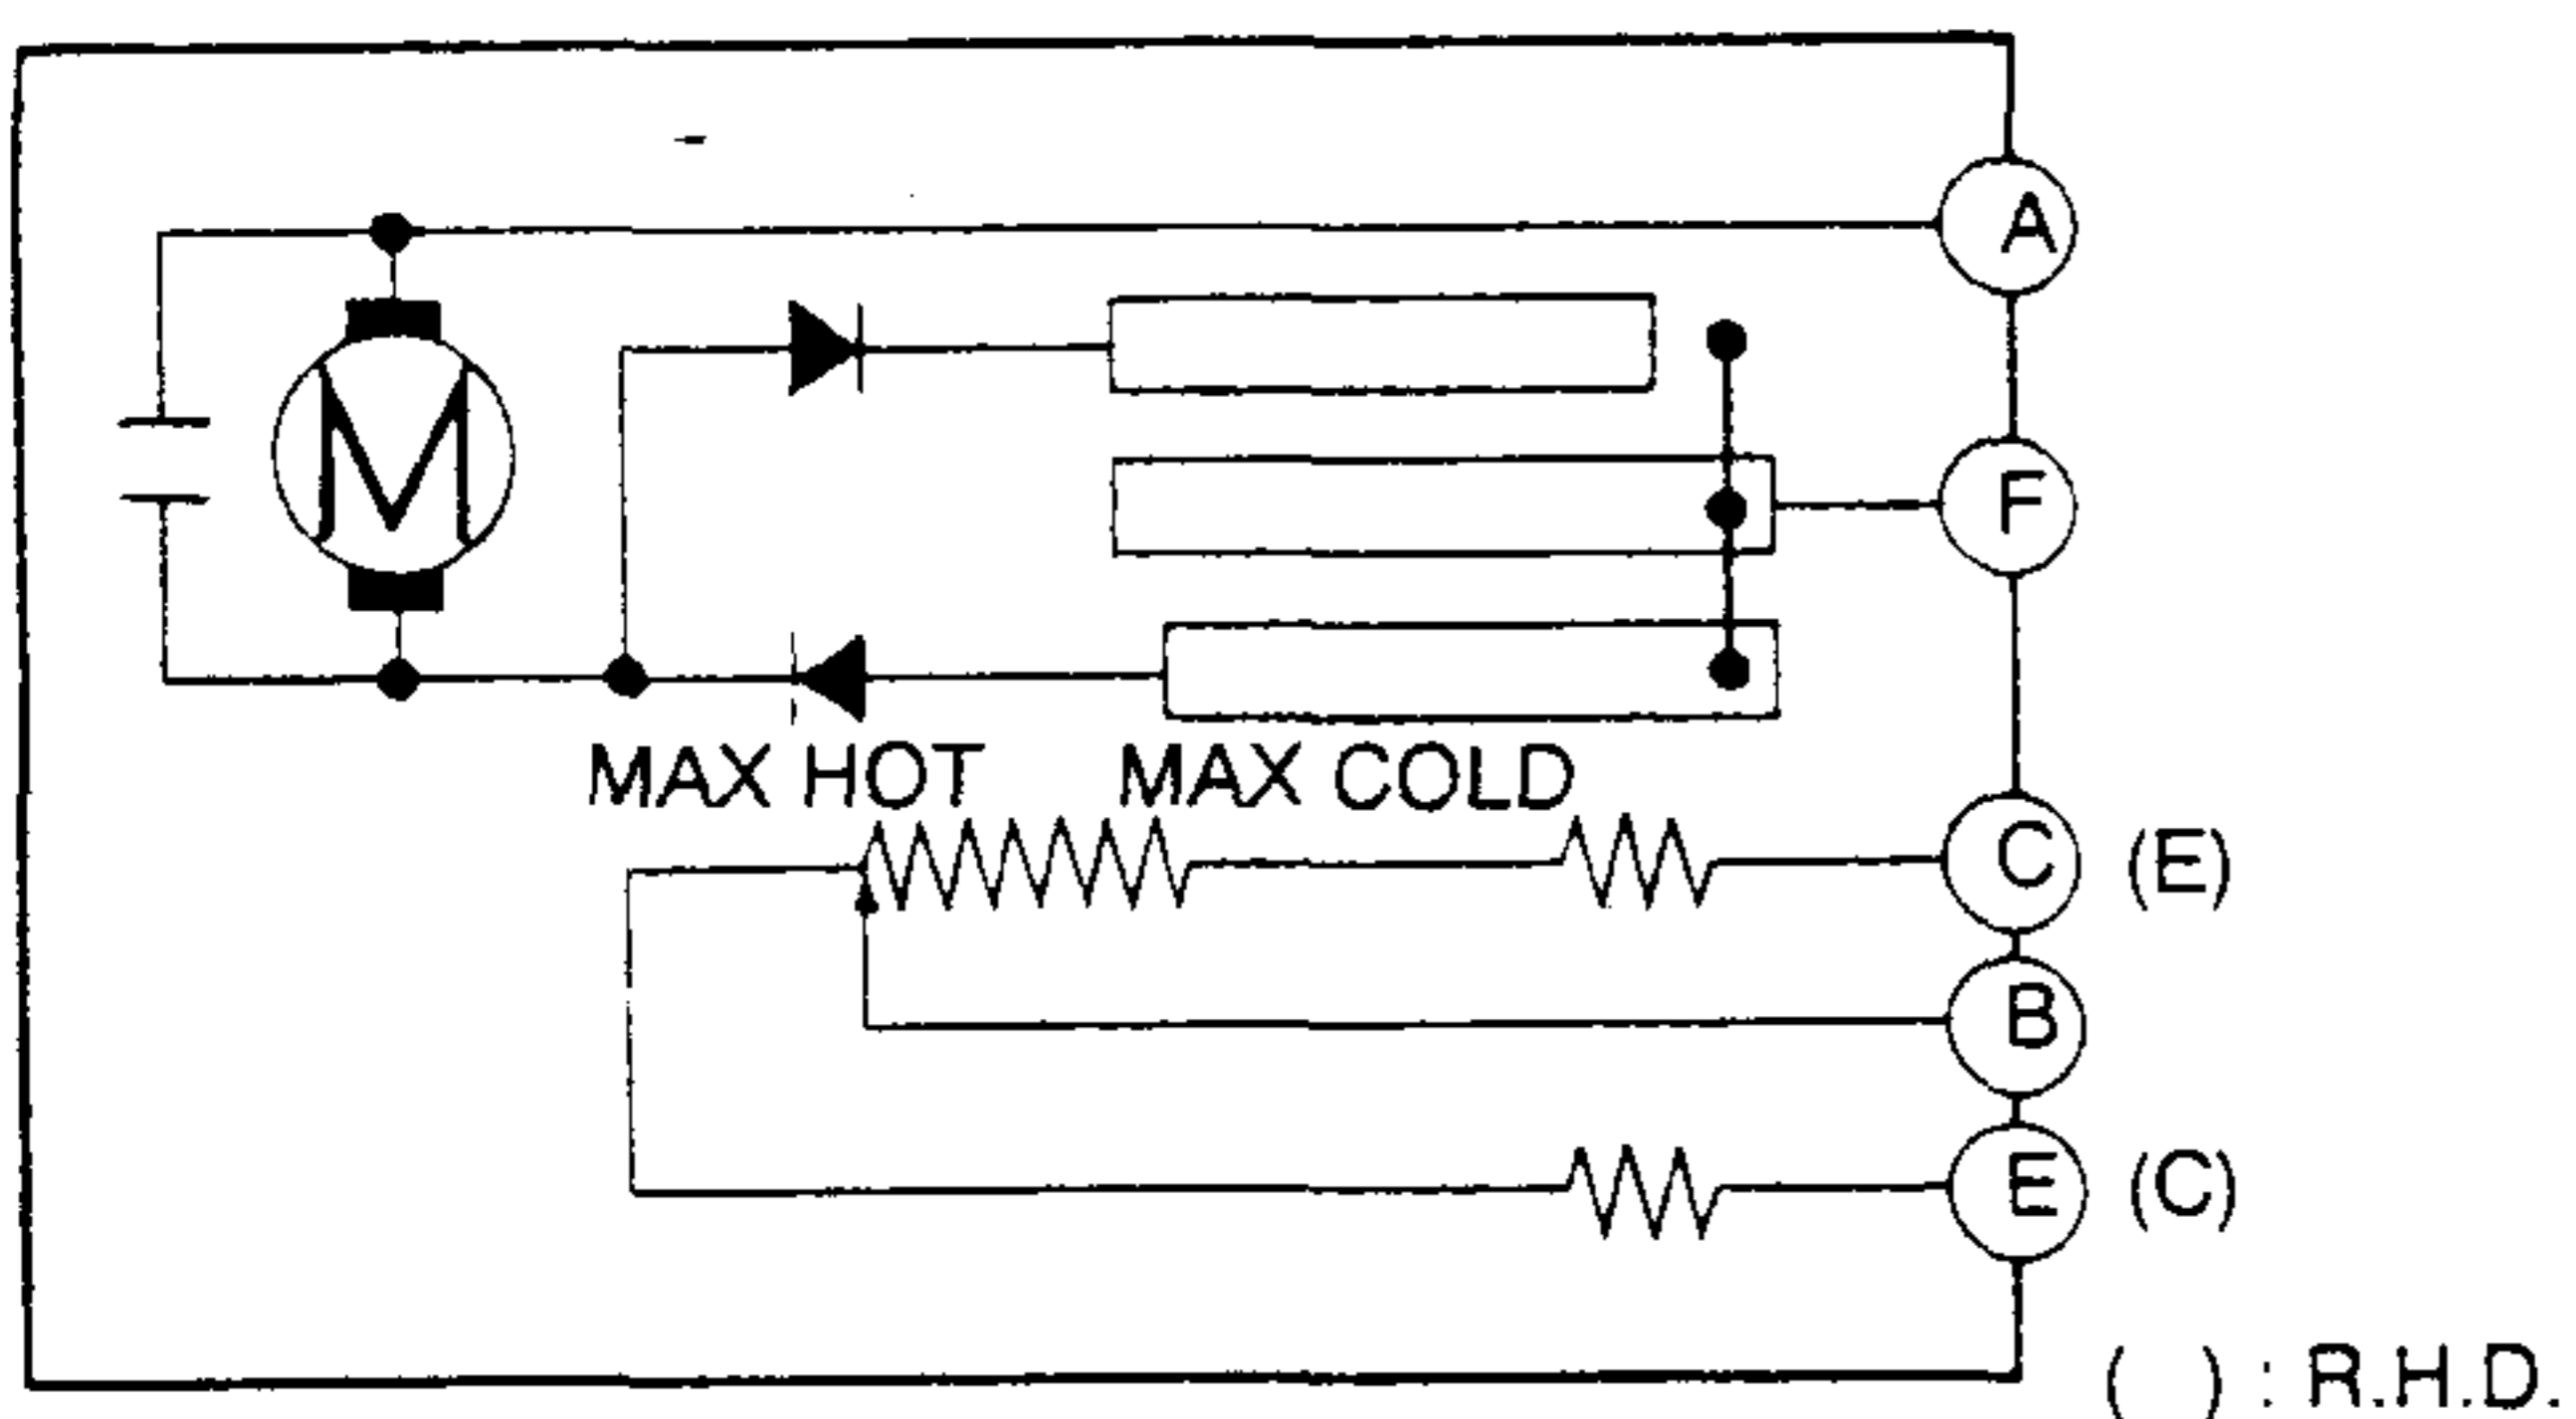 A
M
F
MAX HOT MAX COLD
C (E)
B
E (C)
( ) : R.H.D.